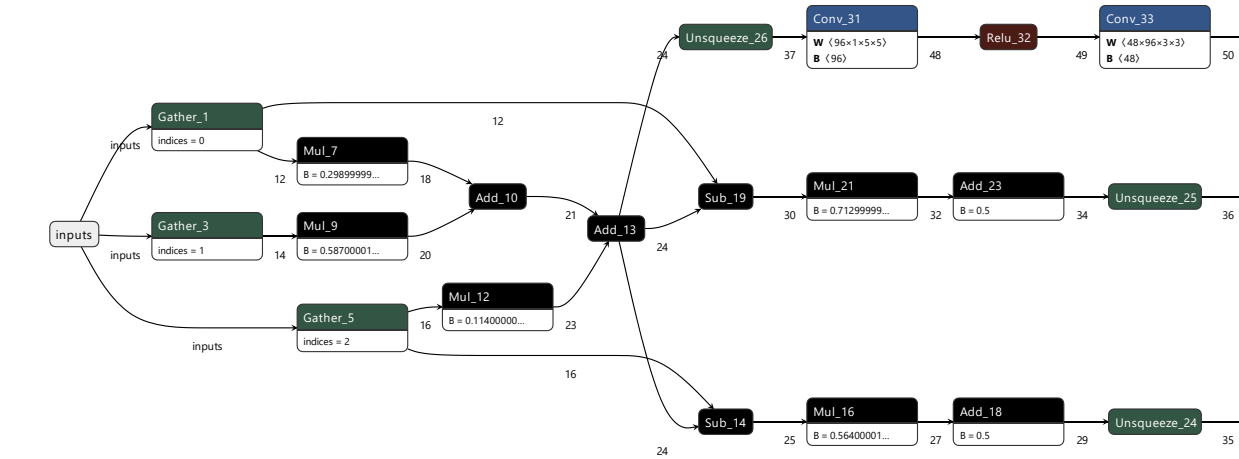 Unsqueeze_26
Conv_31
W ⟨96×1×5×5⟩
B ⟨96⟩
Relu_32
Conv_33
W ⟨48×96×3×3⟩
B ⟨48⟩
24
37
48
49
50
Gather_1
indices = 0
inputs
12
Mul_7
B = 0.29899999...
12
18
Add_10
Sub_19
Mul_21
B = 0.71299999...
Add_23
B = 0.5
Unsqueeze_25
30
32
34
36
inputs
Gather_3
indices = 1
Mul_9
B = 0.58700001...
21
Add_13
24
inputs
14
20
Gather_5
indices = 2
Mul_12
B = 0.11400000...
16
23
inputs
16
Sub_14
Mul_16
B = 0.56400001...
Add_18
B = 0.5
Unsqueeze_24
24
25
27
29
35